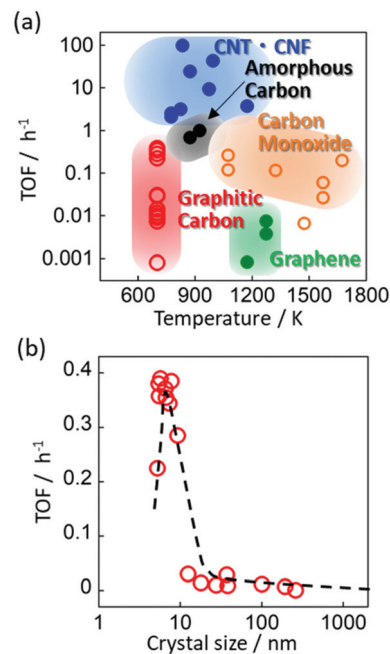 (a)
TOF / h-1
100
10
1
0.1
0.01
0.001
CNT・CNF
Amorphous
Carbon
Carbon
Monoxide
Graphitic
Carbon
Graphene
600 900 1200 1500 1800
Temperature / K
(b)
TOF / h-1
0.4
0.3
0.2
0.1
0
1 10 100 1000
Crystal size / nm